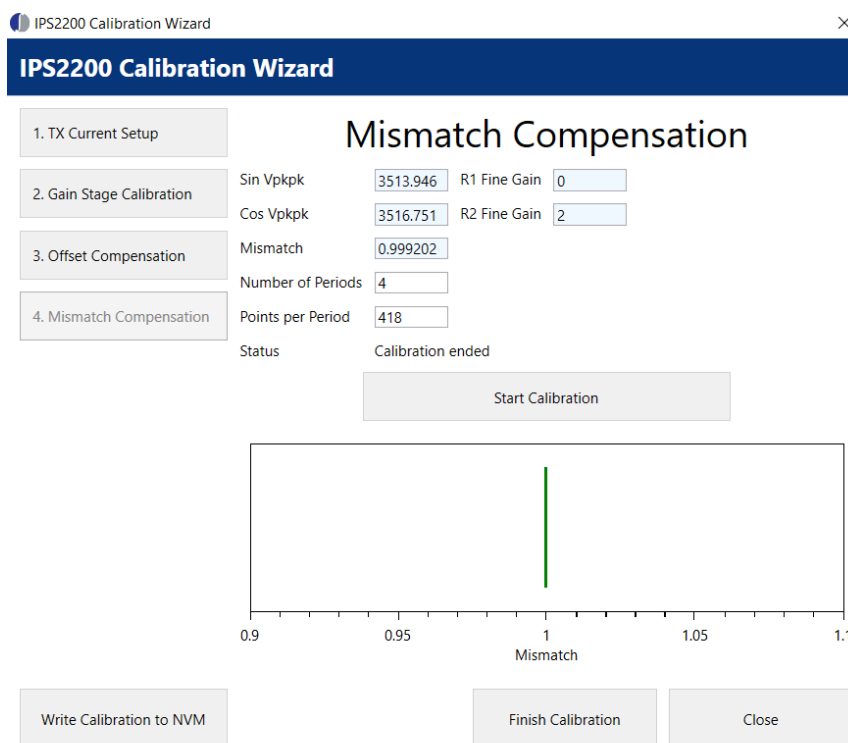 IPS2200 Calibration Wizard
IPS2200 Calibration Wizard
1. TX Current Setup
2. Gain Stage Calibration
3. Offset Compensation
4. Mismatch Compensation
Mismatch Compensation
Sin Vpkpk 3513.946 R1 Fine Gain 0
Cos Vpkpk 3516.751 R2 Fine Gain 2
Mismatch 0.999202
Number of Periods 4
Points per Period 418
Status Calibration ended
Start Calibration
0.9 0.95 1 1.05 1.1
Mismatch
Write Calibration to NVM Finish Calibration Close